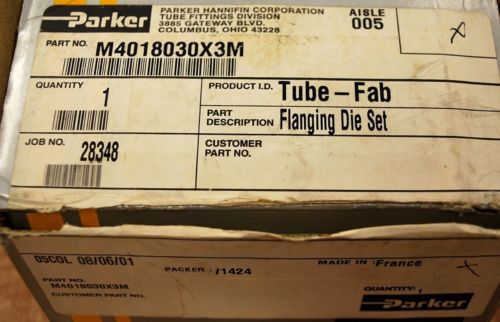 Parker
PARKER HANNIFIN CORPORATION
TUBE FITTINGS DIVISION
3885 GATEWAY BLVD.
COLUMBUS, OHIO 43228
AISLE
005
X
PART NO.
M4018030X3M
QUANTITY
1
PRODUCT I.D.
Tube-Fab
PART
DESCRIPTION
Flanging Die Set
JOB NO.
28348
CUSTOMER
PART NO.
OSCOL 08/06/01
PACKER: /1424
MADE IN :France
X
PART NO:
M4018030X3M
CUSTOMER PART NO.
QUANTITY: 1
Parker